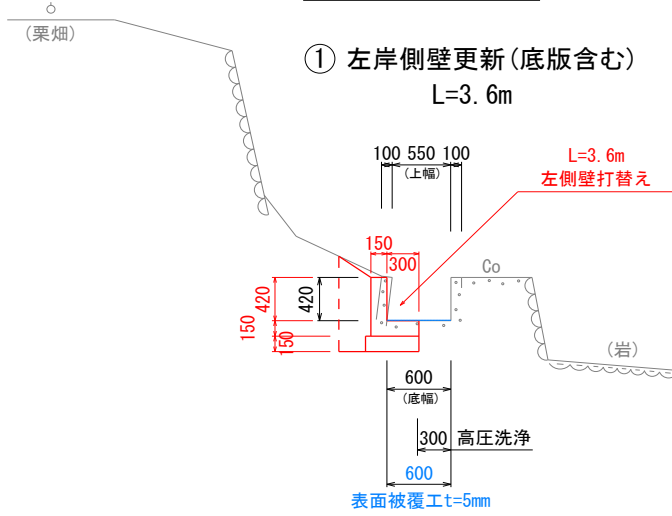 (栗畑)
① 左岸側壁更新(底版含む)
L=3.6m
100 550 100
(上幅)
L=3.6m
左側壁打替え
150
300
Co
420
420
150
150
(岩)
600
(底幅)
300 高圧洗浄
600
表面被覆工t=5mm